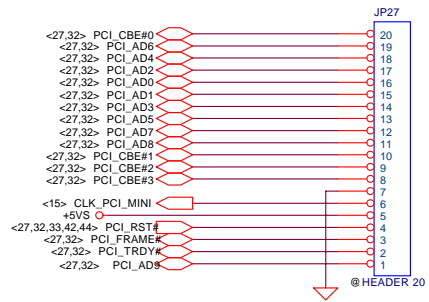 JP27
<27,32> PCI_CBE#0 20
<27,32> PCI_AD6 19
<27,32> PCI_AD4 18
<27,32> PCI_AD2 17
<27,32> PCI_AD0 16
<27,32> PCI_AD1 15
<27,32> PCI_AD3 14
<27,32> PCI_AD5 13
<27,32> PCI_AD7 12
<27,32> PCI_AD8 11
<27,32> PCI_CBE#1 10
<27,32> PCI_CBE#2 9
<27,32> PCI_CBE#3 8
7
<15> CLK_PCI_MINI 6
+5VS 5
<27,32,33,42,44> PCI_RST# 4
<27,32> PCI_FRAME# 3
<27,32> PCI_TRDY# 2
<27,32> PCI_AD9 1
@HEADER 20